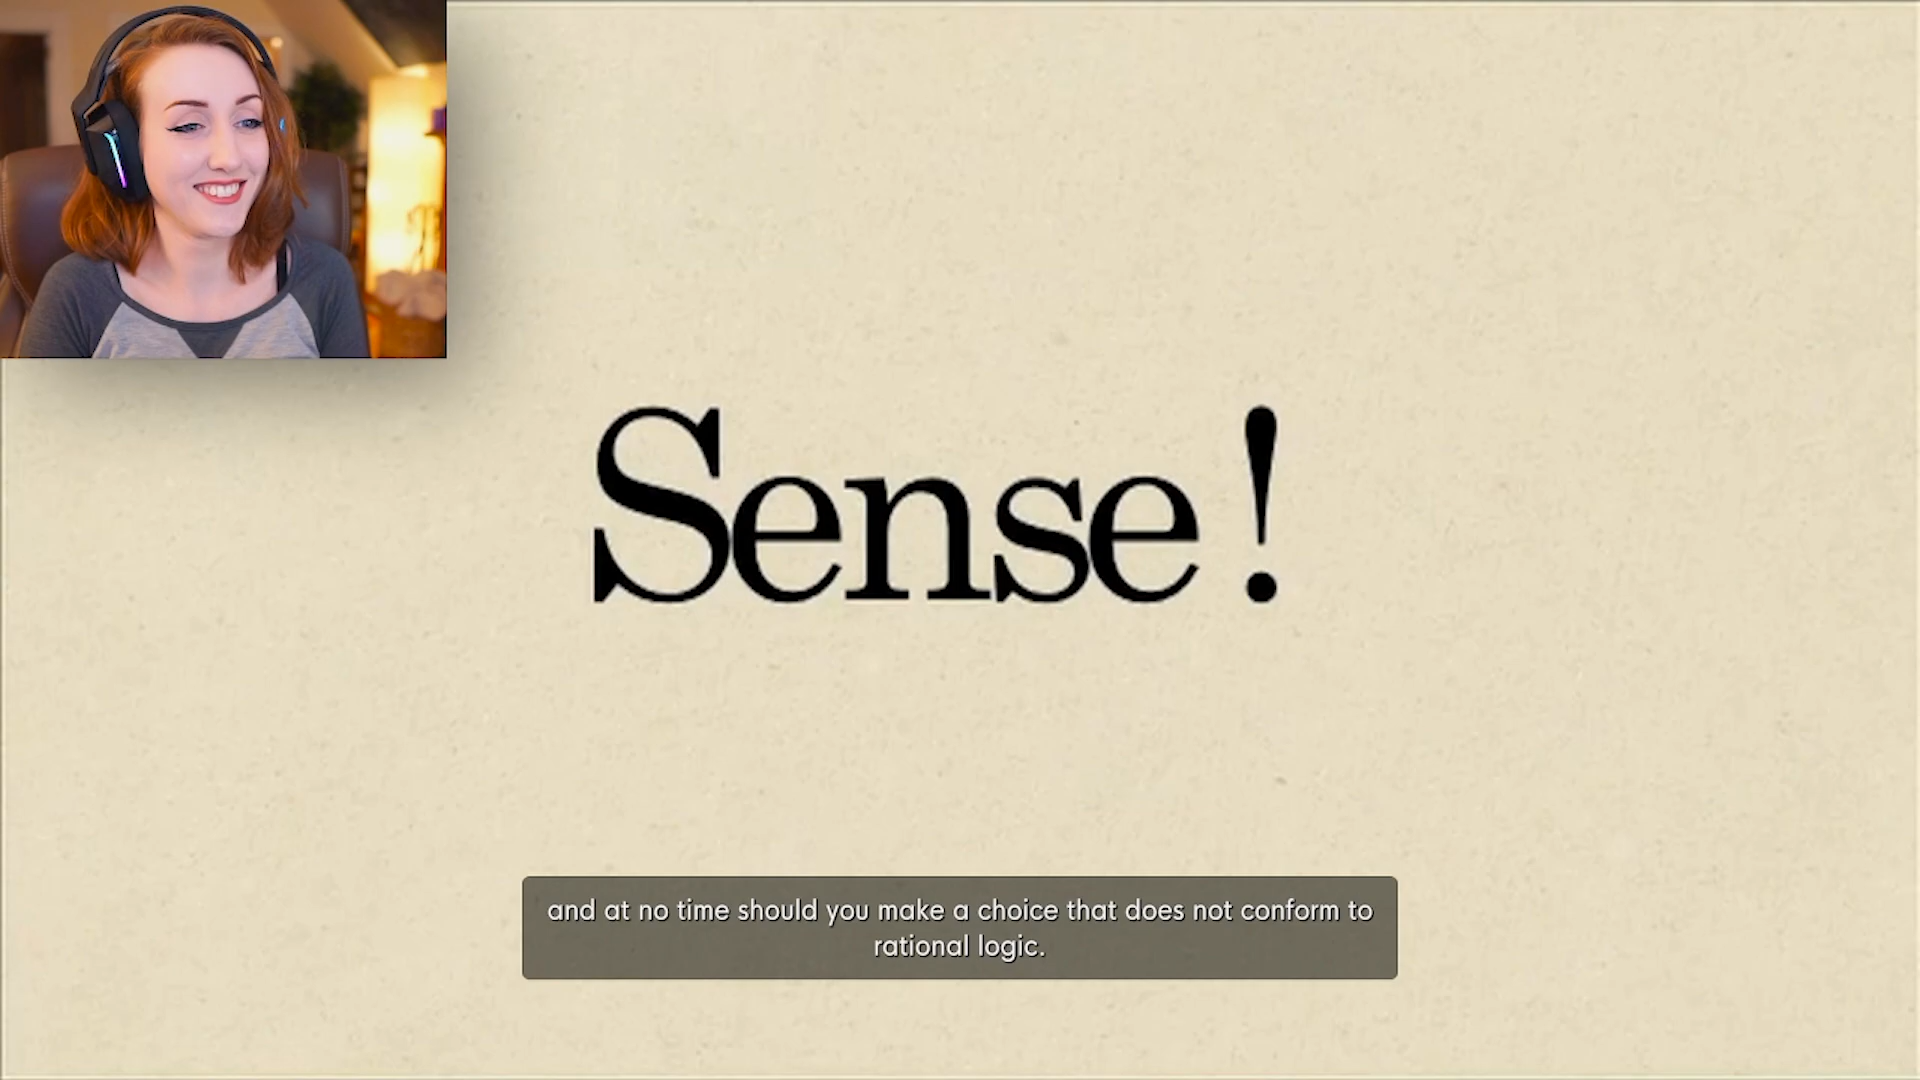 Sense!
and at no time should you make a choice that does not conform to
rational logic.